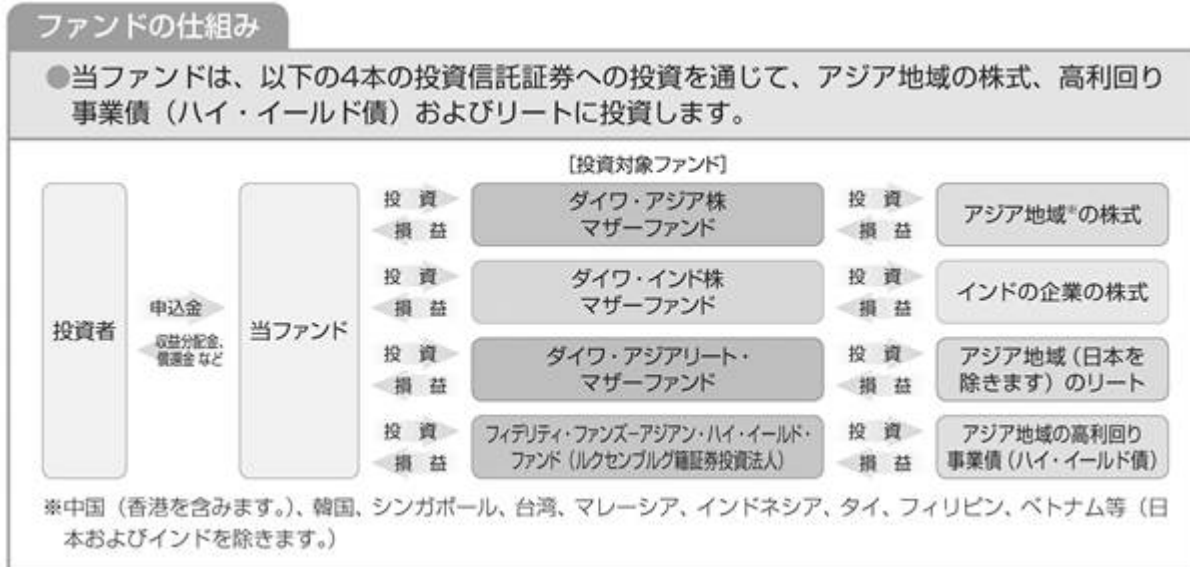 ファンドの仕組み
●当ファンドは、以下の4本の投資信託証券への投資を通じて、アジア地域の株式、高利回り
事業債（ハイ・イールド債）およびリートに投資します。
[投資対象ファンド]
投資者
申込金
収益分配金、
償還金 など
当ファンド
投 資
損 益
ダイワ・アジア株
マザーファンド
投 資
損 益
アジア地域※の株式
投 資
損 益
ダイワ・インド株
マザーファンド
投 資
損 益
インドの企業の株式
投 資
損 益
ダイワ・アジアリート・
マザーファンド
投 資
損 益
アジア地域（日本を
除きます）のリート
投 資
損 益
フィデリティ・ファンズ－アジアン・ハイ・イールド・
ファンド（ルクセンブルグ籍証券投資法人）
投 資
損 益
アジア地域の高利回り
事業債（ハイ・イールド債）
※中国（香港を含みます。）、韓国、シンガポール、台湾、マレーシア、インドネシア、タイ、フィリピン、ベトナム等（日
本およびインドを除きます。）